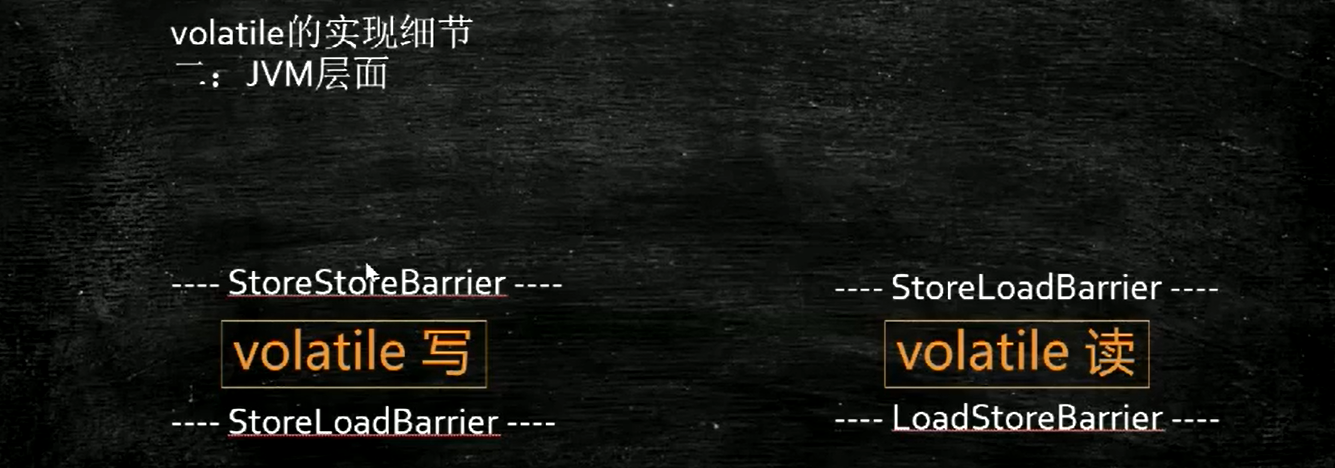 volatile的实现细节
二：JVM层面
---- StoreStoreBarrier ----
volatile 写
---- StoreLoadBarrier ----
---- StoreLoadBarrier ----
volatile 读
---- LoadStoreBarrier ----